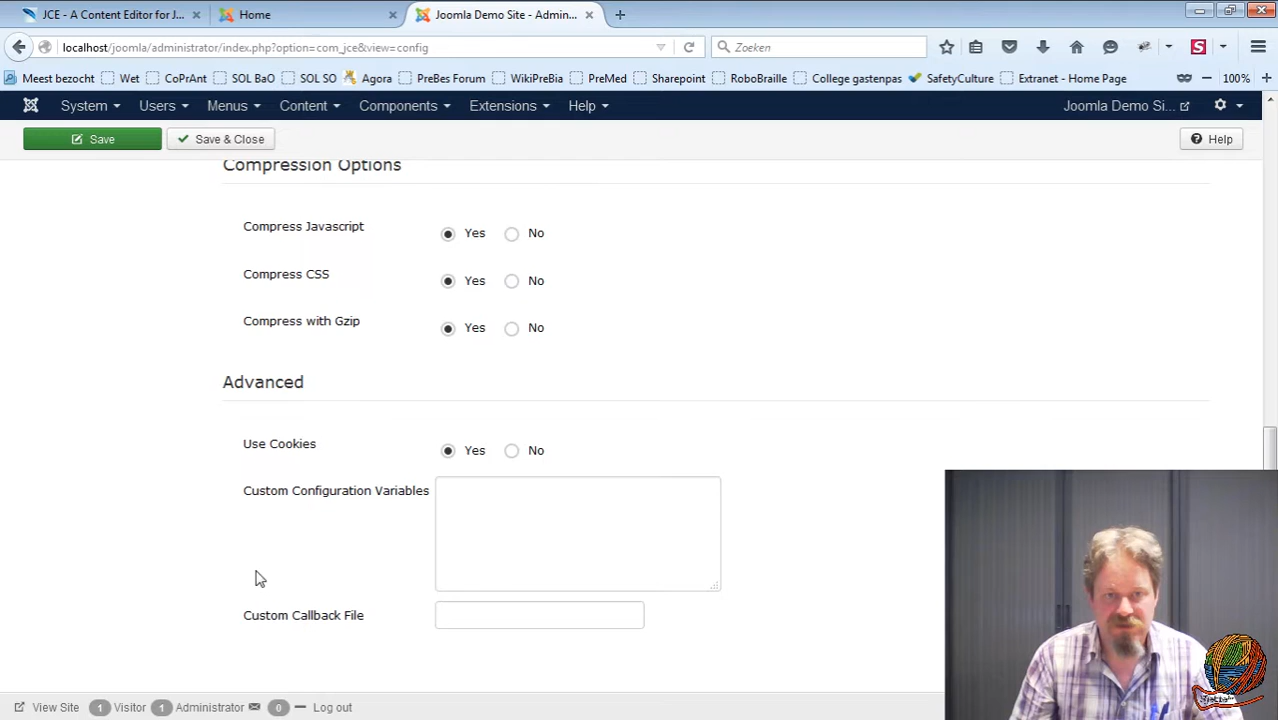 JCE - A Content Editor for J...
Home
Joomla Demo Site - Admin...
localhost/joomla/administrator/index.php?option=com_jce&view=config
Zoeken
Meest bezocht
Wet
CoPrAnt
SOL BaO
SOL SO
Agora
PreBes Forum
WikiPreBia
PreMed
Sharepoint
RoboBraille
College gastenpas
SafetyCulture
Extranet - Home Page
100%
System
Users
Menus
Content
Components
Extensions
Help
Joomla Demo Si...
Save
Save & Close
Help
Compression Options
Compress Javascript
Yes
No
Compress CSS
Yes
No
Compress with Gzip
Yes
No
Advanced
Use Cookies
Yes
No
Custom Configuration Variables
Custom Callback File
View Site
1 Visitor
1 Administrator
0
Log out